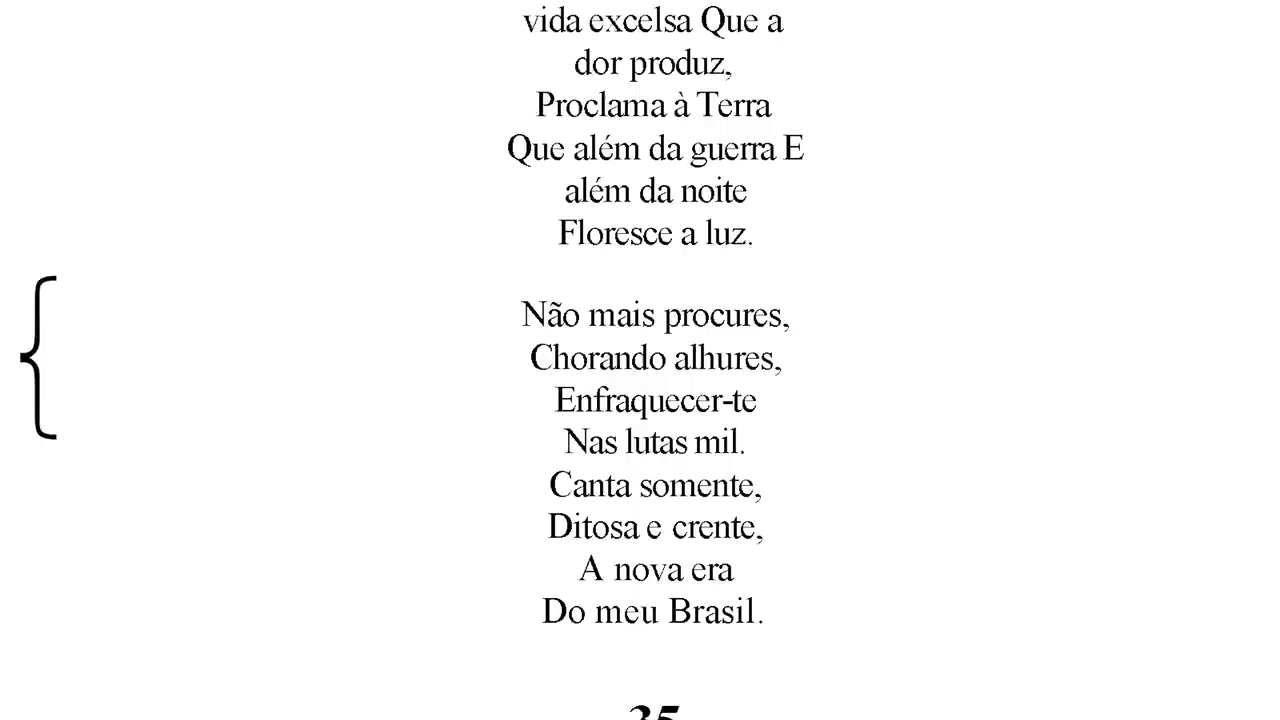 vida excelsa Que a
dor produz,
Proclama à Terra
Que além da guerra E
além da noite
Floresce a luz.
Não mais procures,
Chorando alhures,
Enfraquecer-te
Nas lutas mil.
Canta somente,
Ditosa e crente,
A nova era
Do meu Brasil.
35